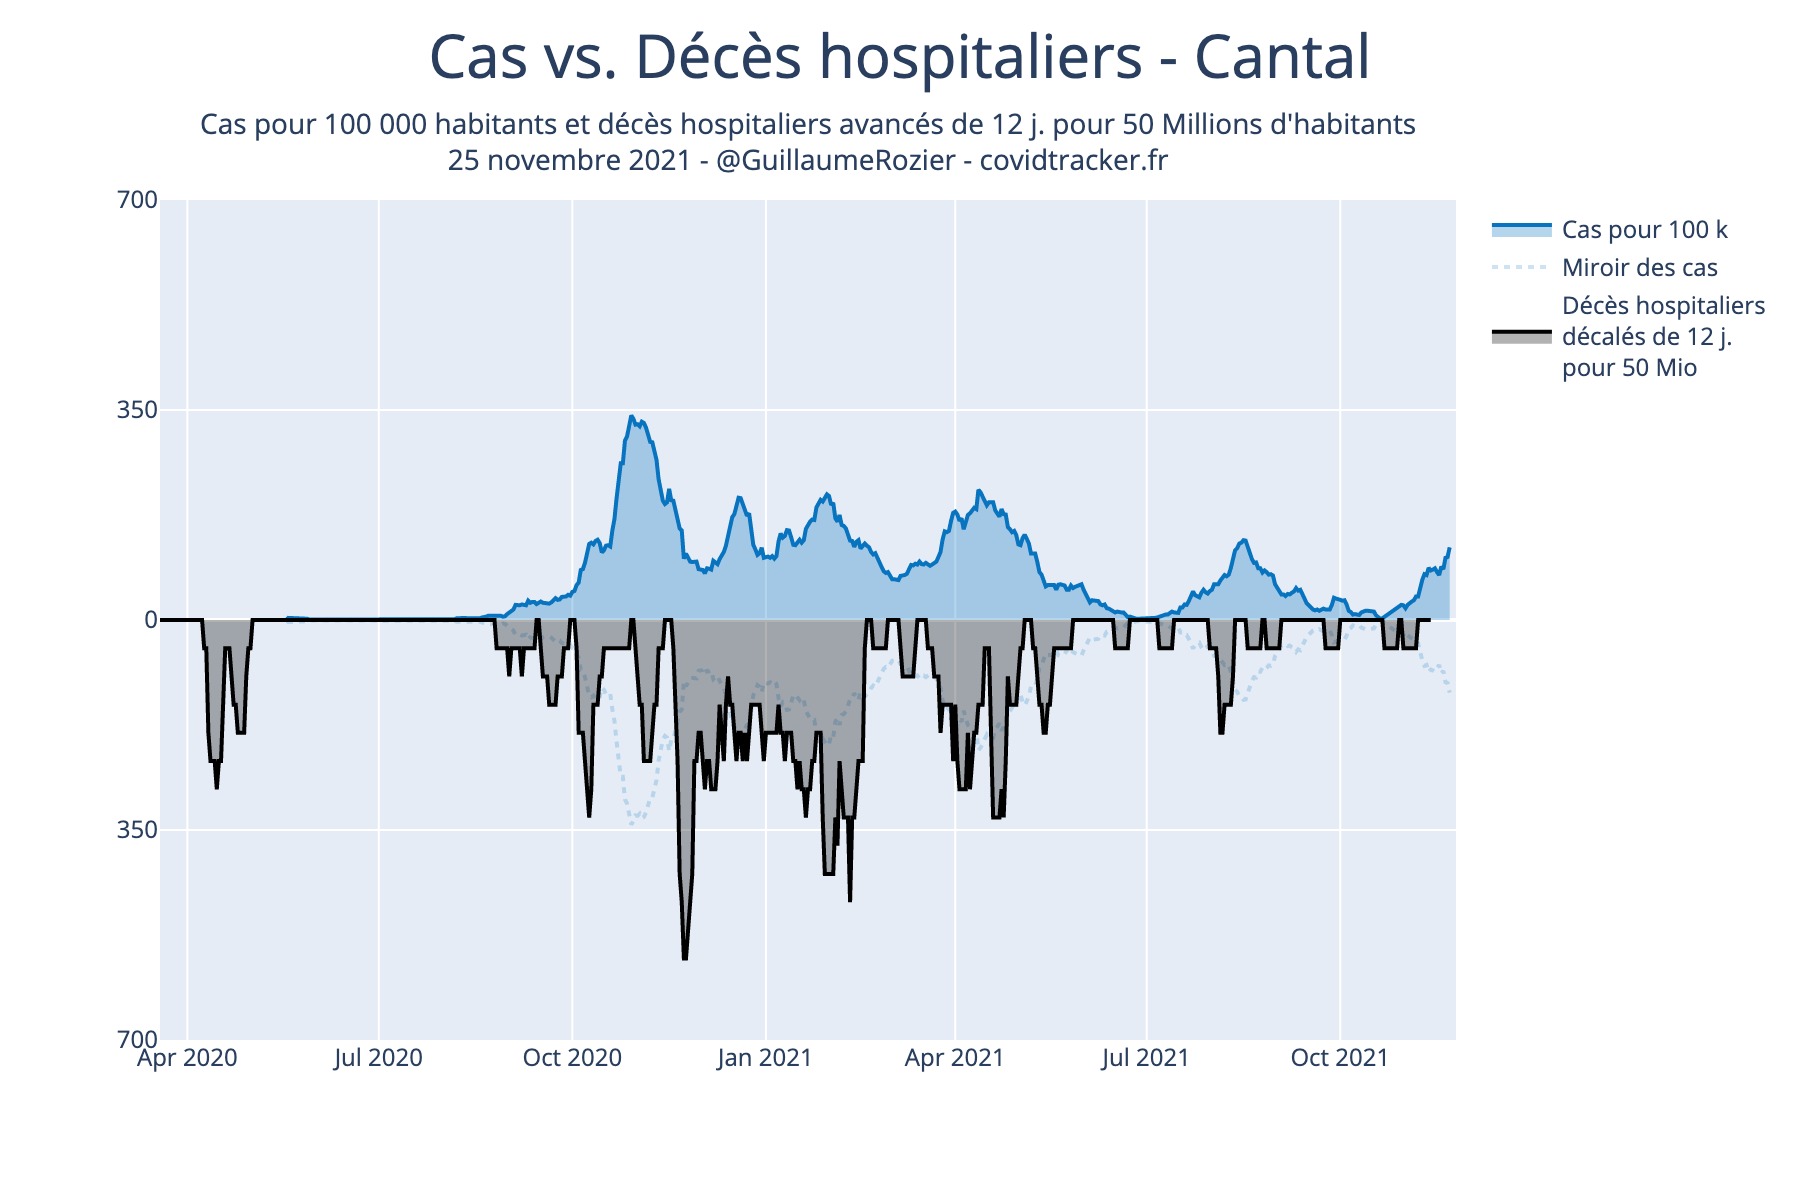 Cas vs. Décès hospitaliers - Cantal
Cas pour 100 000 habitants et décès hospitaliers avancés de 12 j. pour 50 Millions d'habitants
25 novembre 2021 - @GuillaumeRozier - covidtracker.fr
700
350
0
350
700
Apr 2020
Jul 2020
Oct 2020
Jan 2021
Apr 2021
Jul 2021
Oct 2021
Cas pour 100 k
Miroir des cas
Décès hospitaliers
décalés de 12 j.
pour 50 Mio